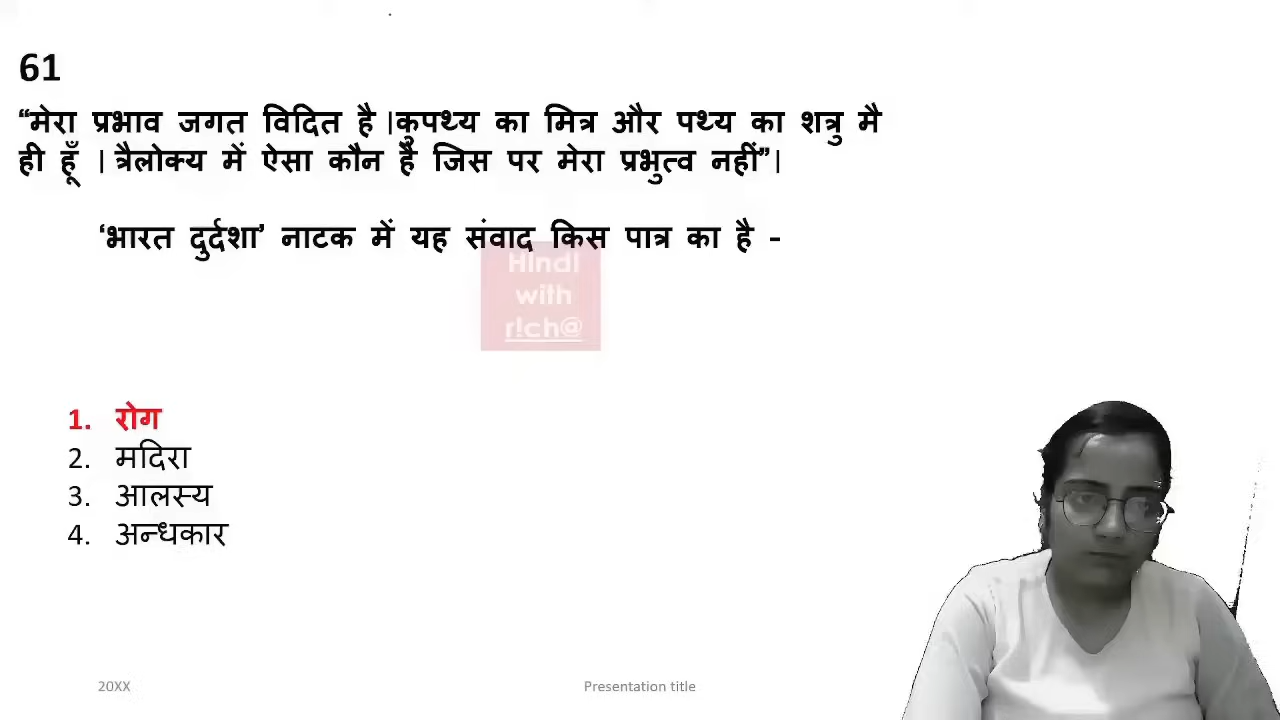 61
“मेरा प्रभाव जगत विदित है |कुपथ्य का मित्र और पथ्य का शत्रु मै
ही हूँ | त्रैलोक्य में ऐसा कौन है जिस पर मेरा प्रभुत्व नहीं”|
‘भारत दुर्दशा’ नाटक में यह संवाद किस पात्र का है -
HIndI
with
r!ch@
1. रोग
2. मदिरा
3. आलस्य
4. अन्धकार
20XX
Presentation title